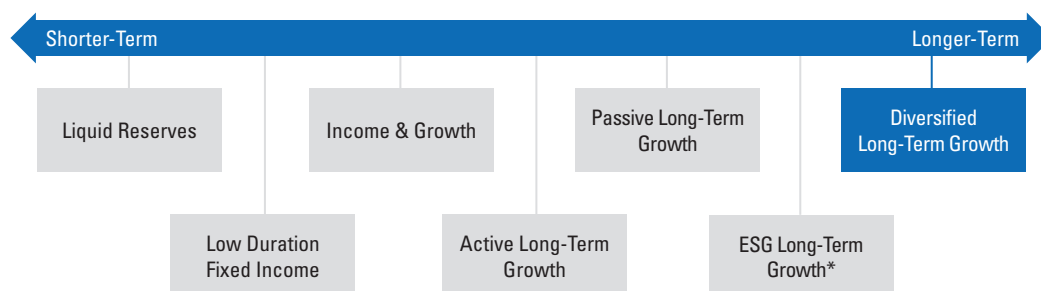 Shorter-Term
Longer-Term
Liquid Reserves
Income & Growth
Passive Long-Term
Growth
Diversified
Long-Term Growth
Low Duration
Fixed Income
Active Long-Term
Growth
ESG Long-Term
Growth*